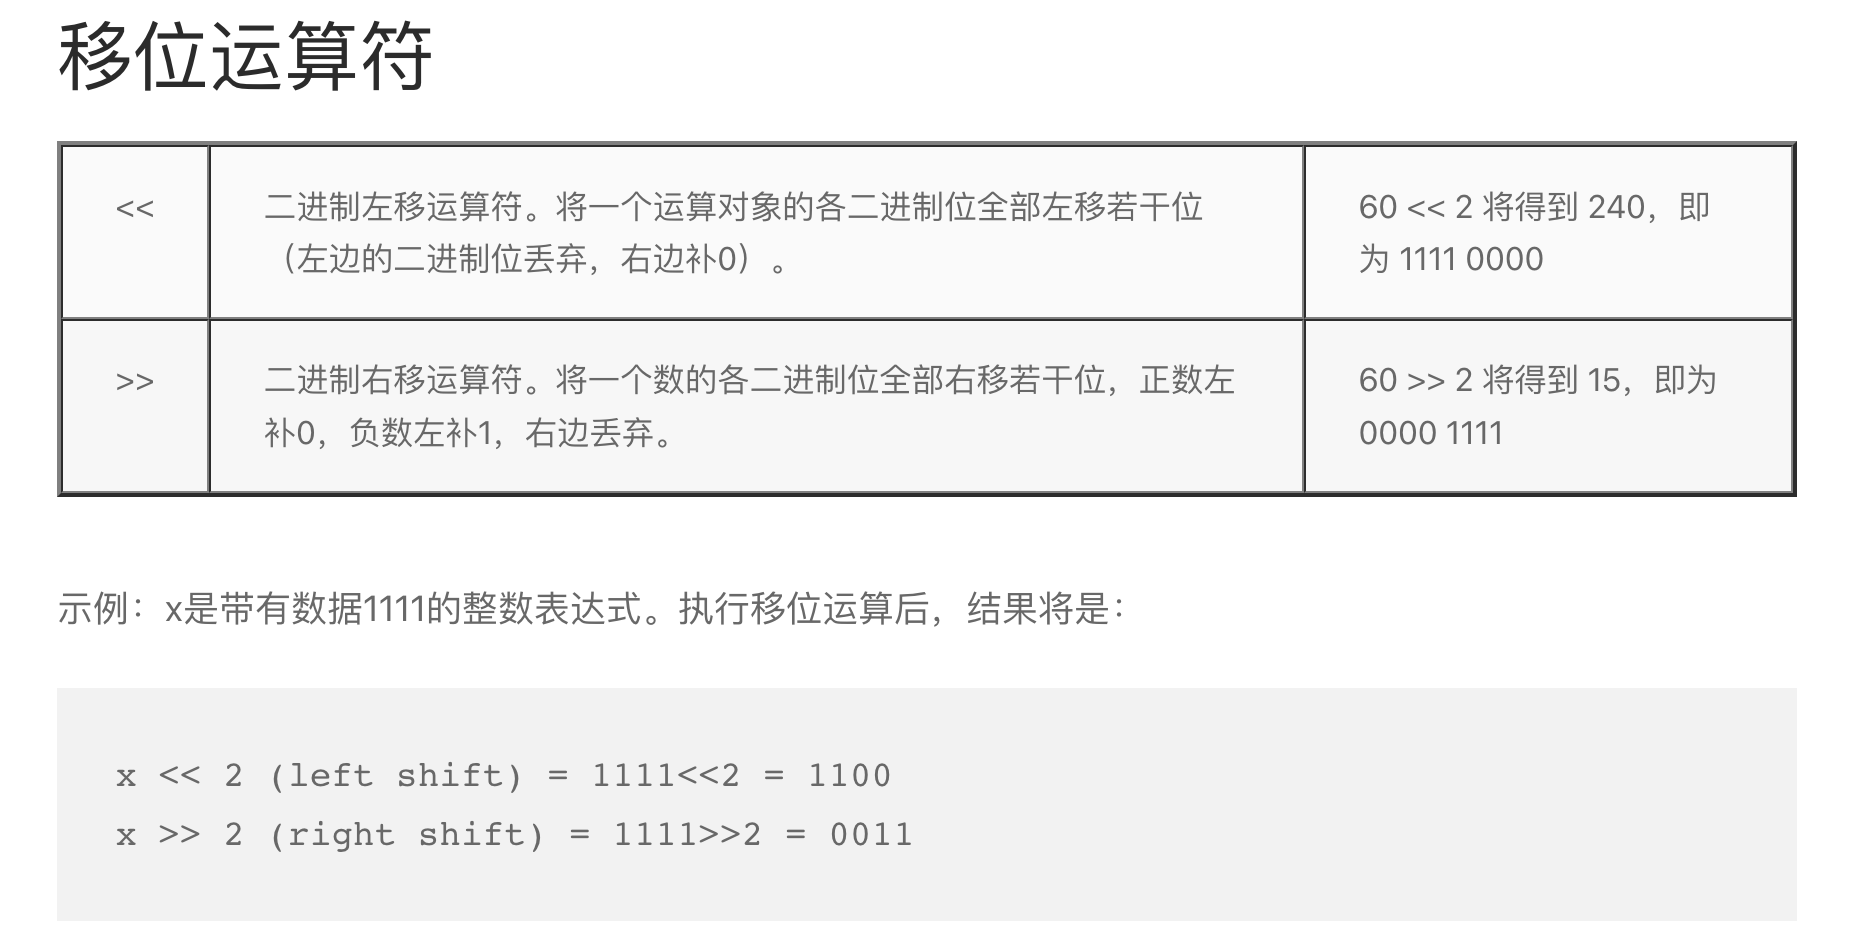 移位运算符
<<
二进制左移运算符。将一个运算对象的各二进制位全部左移若干位
（左边的二进制位丢弃，右边补0）。
60 << 2 将得到 240，即
为 1111 0000
>>
二进制右移运算符。将一个数的各二进制位全部右移若干位，正数左
补0，负数左补1，右边丢弃。
60 >> 2 将得到 15，即为
0000 1111
示例：x是带有数据1111的整数表达式。执行移位运算后，结果将是：
x << 2 (left shift) = 1111<<2 = 1100
x >> 2 (right shift) = 1111>>2 = 0011